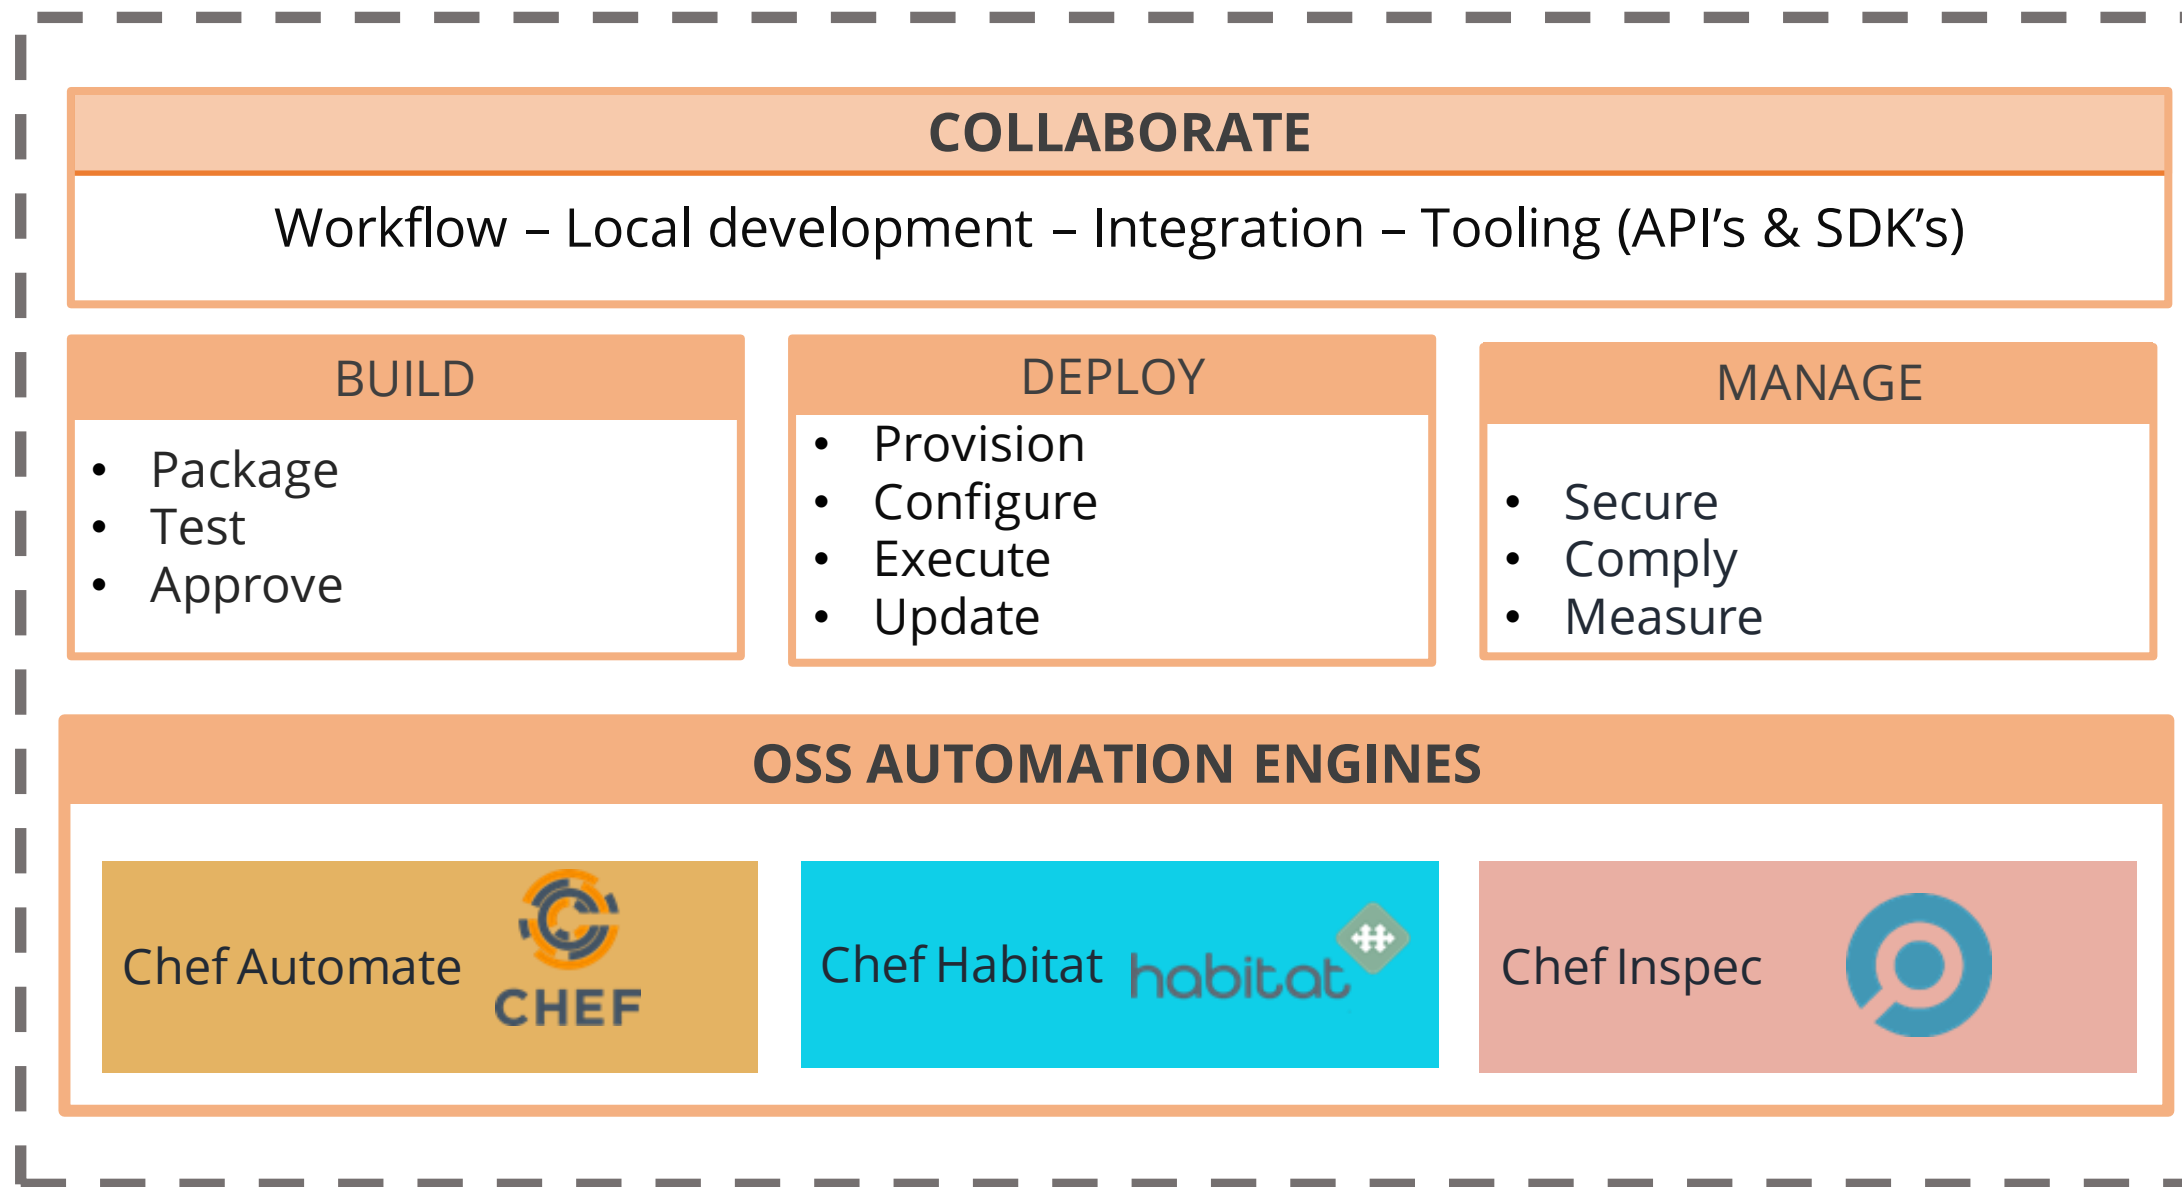 COLLABORATE
Workflow – Local development – Integration – Tooling (API’s & SDK’s)
BUILD
• Package
• Test
• Approve
DEPLOY
• Provision
• Configure
• Execute
• Update
MANAGE
• Secure
• Comply
• Measure
OSS AUTOMATION ENGINES
Chef Automate
CHEF
Chef Habitat
habitat
Chef Inspec